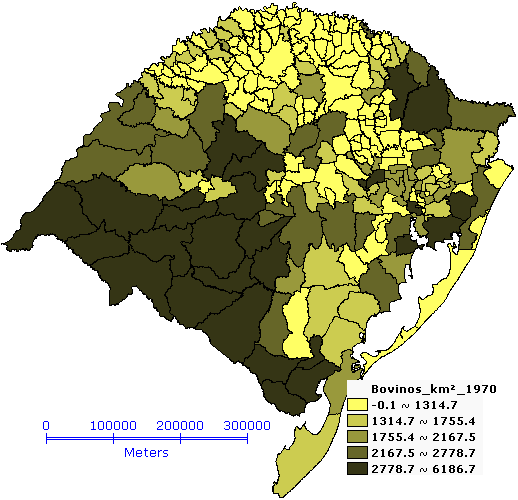 Bovinos_km²_1970
-0.1 ~ 1314.7
1314.7 ~ 1755.4
1755.4 ~ 2167.5
2167.5 ~ 2778.7
2778.7 ~ 6186.7
0 100000 200000 300000
Meters